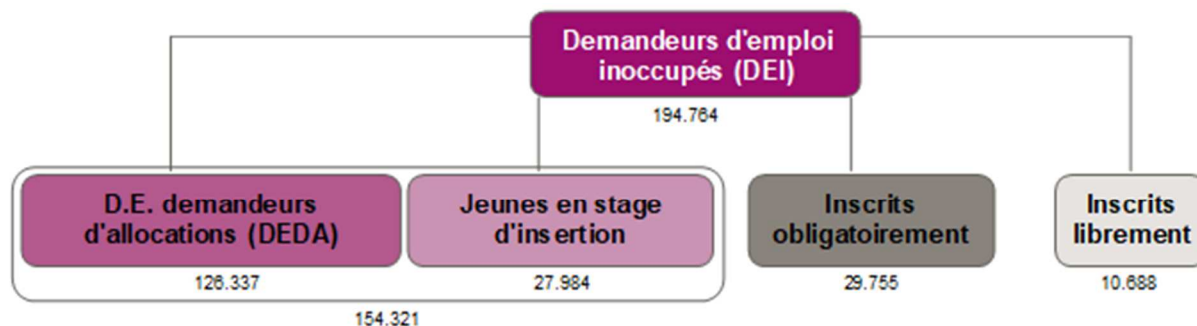 Demandeurs d'emploi
inoccupés (DEI)
194.764
D.E. demandeurs
d'allocations (DEDA)
126.337
Jeunes en stage
d'insertion
27.984
154.321
Inscrits
obligatoirement
29.755
Inscrits
librement
10.688